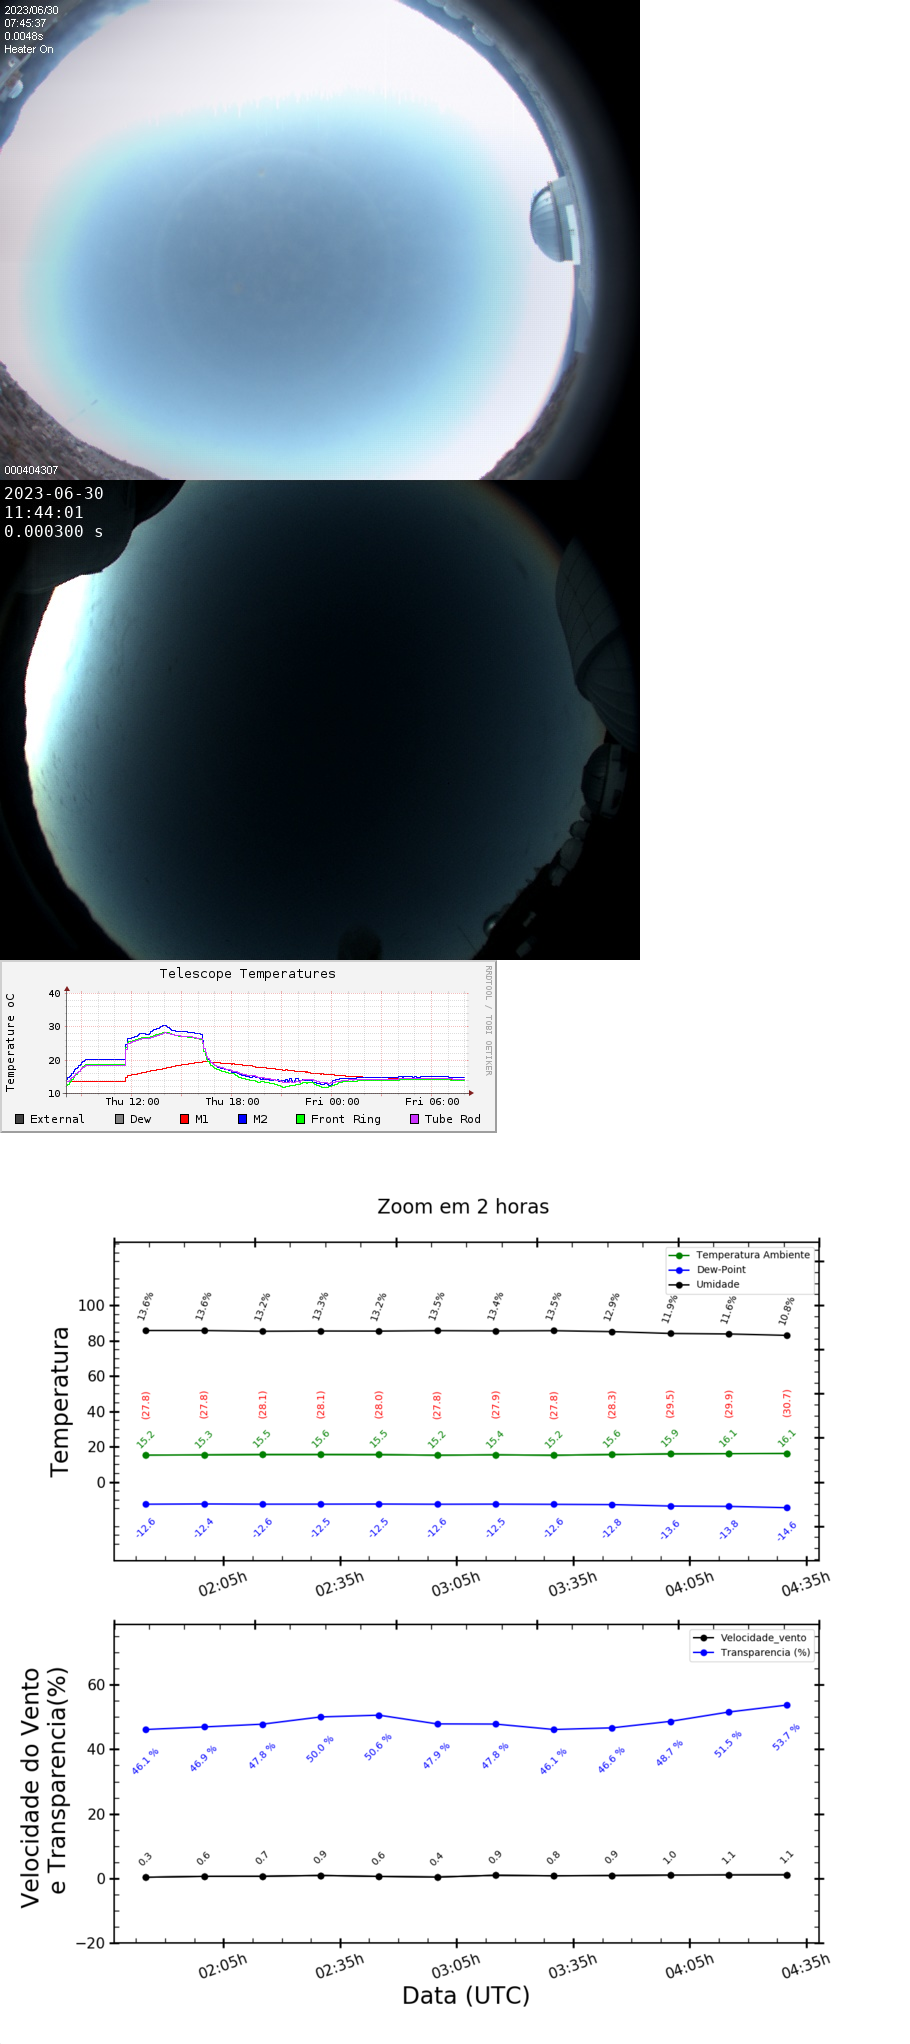 2023/06/30
07:45:37
0.0048s
Heater On
000404307
2023-06-30
11:44:01
0.000300 s
Telescope Temperatures
RRDTOOL / TOBI OETIKER
Temperature oC
40
30
20
10
Thu 12:00 Thu 18:00 Fri 00:00 Fri 06:00
External Dew M1 M2 Front Ring Tube Rod
Zoom em 2 horas
Temperatura Ambiente
Dew-Point
Umidade
Temperatura
100
80
60
40
20
0
13.6% 13.6% 13.2% 13.3% 13.2% 13.5% 13.4% 13.5% 12.9% 11.9% 11.6% 10.8%
(27.8) (27.8) (28.1) (28.1) (28.0) (27.8) (27.9) (27.8) (28.3) (29.5) (29.9) (30.7)
15.2 15.3 15.5 15.6 15.5 15.2 15.4 15.2 15.6 15.9 16.1 16.1
-12.6 -12.4 -12.6 -12.5 -12.5 -12.6 -12.5 -12.6 -12.8 -13.6 -13.8 -14.6
02:05h 02:35h 03:05h 03:35h 04:05h 04:35h
Velocidade_vento
Transparencia (%)
Velocidade do Vento
e Transparencia(%)
60
40
20
0
−20
46.1 % 46.9 % 47.8 % 50.0 % 50.6 % 47.9 % 47.8 % 46.1 % 46.6 % 48.7 % 51.5 % 53.7 %
0.3 0.6 0.7 0.9 0.6 0.4 0.9 0.8 0.9 1.0 1.1 1.1
02:05h 02:35h 03:05h 03:35h 04:05h 04:35h
Data (UTC)